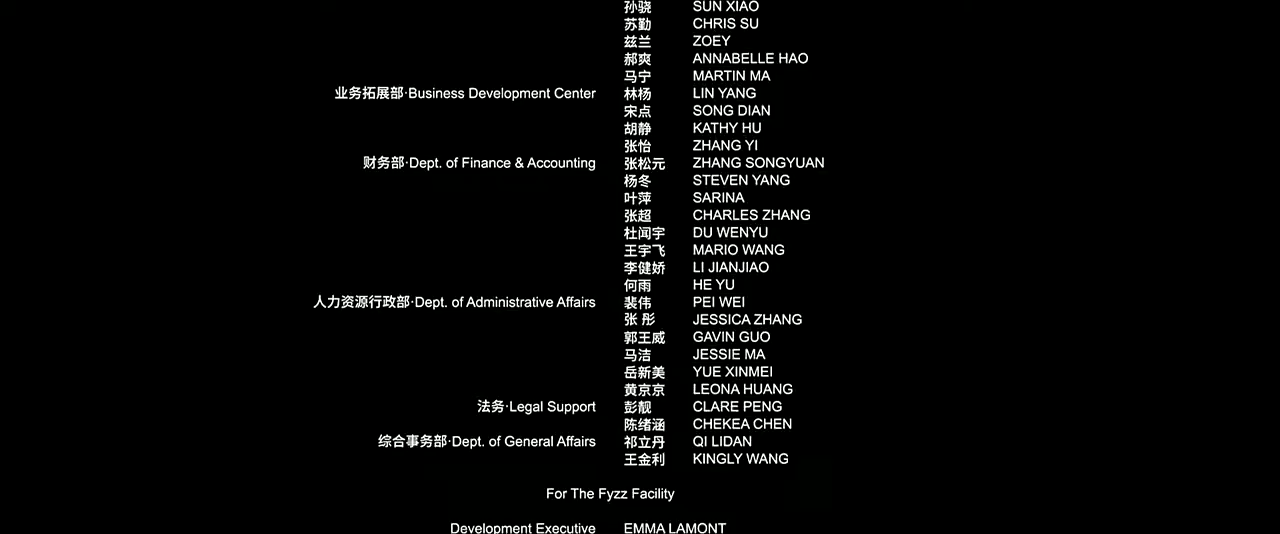 孙骁 SUN XIAO
苏勤 CHRIS SU
兹兰 ZOEY
郝爽 ANNABELLE HAO
马宁 MARTIN MA
业务拓展部·Business Development Center 林杨 LIN YANG
宋点 SONG DIAN
胡静 KATHY HU
张怡 ZHANG YI
财务部·Dept. of Finance & Accounting 张松元 ZHANG SONGYUAN
杨冬 STEVEN YANG
叶萍 SARINA
张超 CHARLES ZHANG
杜闻宇 DU WENYU
王宇飞 MARIO WANG
李健娇 LI JIANJIAO
何雨 HE YU
人力资源行政部·Dept. of Administrative Affairs 裴伟 PEI WEI
张 彤 JESSICA ZHANG
郭王威 GAVIN GUO
马洁 JESSIE MA
岳新美 YUE XINMEI
黄京京 LEONA HUANG
法务·Legal Support 彭靓 CLARE PENG
陈绪涵 CHEKEA CHEN
综合事务部·Dept. of General Affairs 祁立丹 QI LIDAN
王金利 KINGLY WANG
For The Fyzz Facility
Development Executive EMMA LAMONT